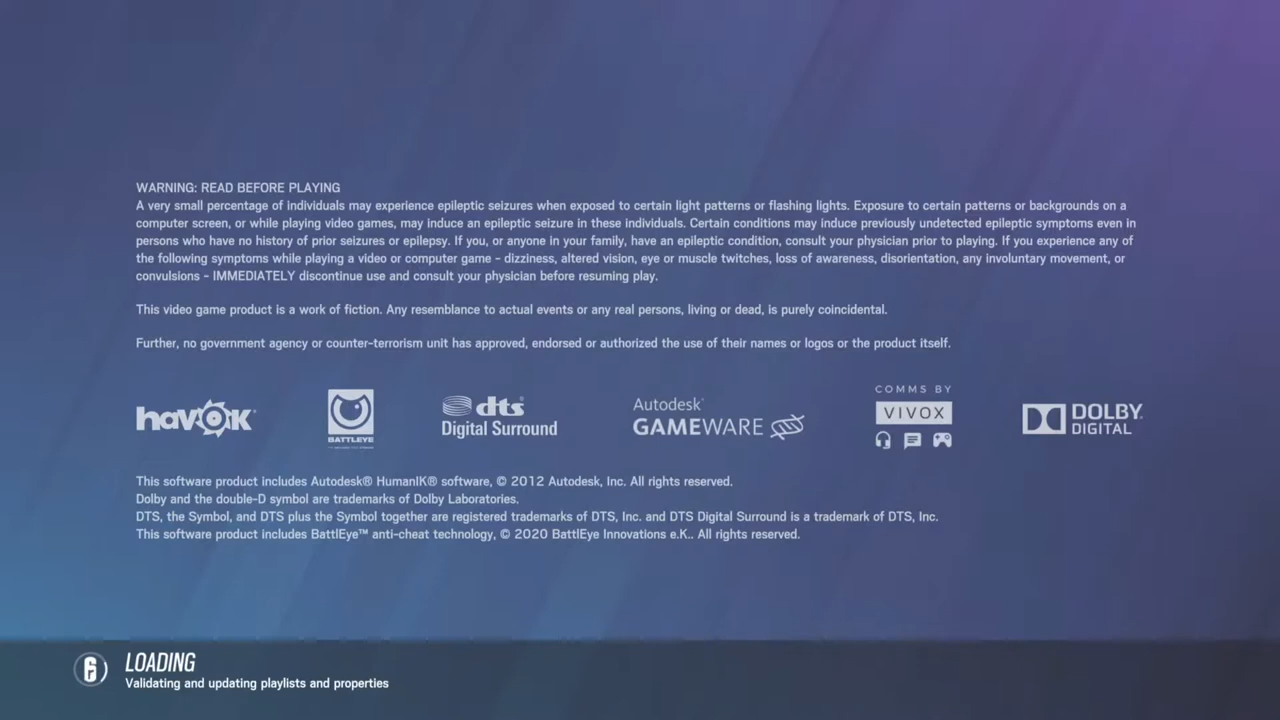 WARNING: READ BEFORE PLAYING
A very small percentage of individuals may experience epileptic seizures when exposed to certain light patterns or flashing lights. Exposure to certain patterns or backgrounds on a
computer screen, or while playing video games, may induce an epileptic seizure in these individuals. Certain conditions may induce previously undetected epileptic symptoms even in
persons who have no history of prior seizures or epilepsy. If you, or anyone in your family, have an epileptic condition, consult your physician prior to playing. If you experience any of
the following symptoms while playing a video or computer game - dizziness, altered vision, eye or muscle twitches, loss of awareness, disorientation, any involuntary movement, or
convulsions - IMMEDIATELY discontinue use and consult your physician before resuming play.
This video game product is a work of fiction. Any resemblance to actual events or any real persons, living or dead, is purely coincidental.
Further, no government agency or counter-terrorism unit has approved, endorsed or authorized the use of their names or logos or the product itself.
havok
BATTLEYE
dts
Digital Surround
Autodesk®
GAMEWARE
COMMS BY
VIVOX
DOLBY.
DIGITAL
This software product includes Autodesk® HumanIK® software, © 2012 Autodesk, Inc. All rights reserved.
Dolby and the double-D symbol are trademarks of Dolby Laboratories.
DTS, the Symbol, and DTS plus the Symbol together are registered trademarks of DTS, Inc. and DTS Digital Surround is a trademark of DTS, Inc.
This software product includes BattlEye™ anti-cheat technology, © 2020 BattlEye Innovations e.K.. All rights reserved.
6
LOADING
Validating and updating playlists and properties